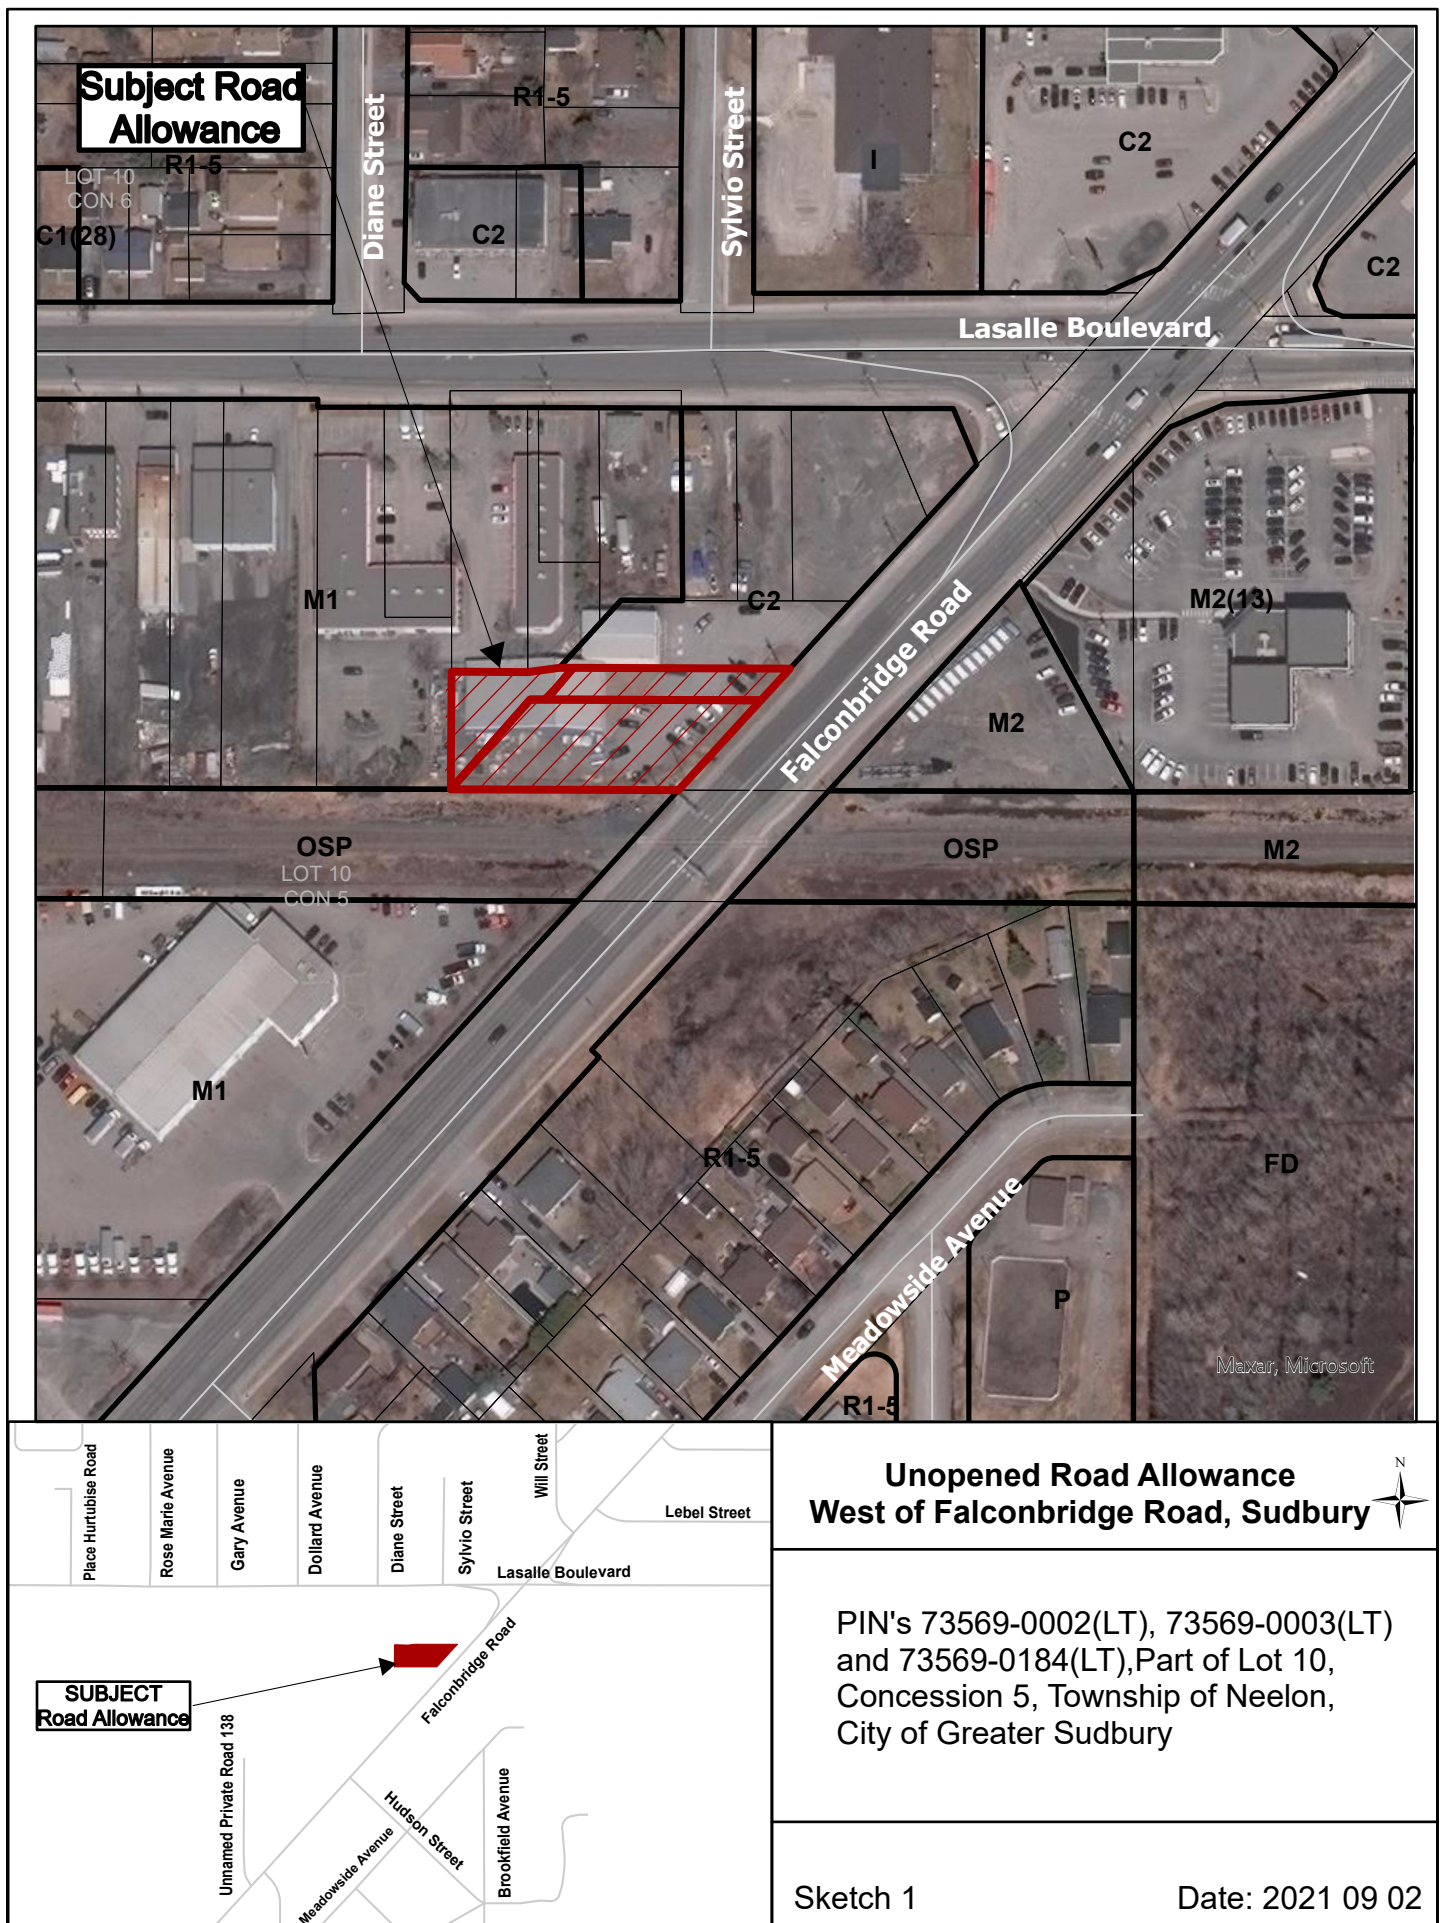 Subject Road
Allowance
R1-5
LOT 10
CON 6
R1-5
C1(28)
Diane Street
C2
Sylvio Street
I
C2
C2
Lasalle Boulevard
M1
C2
Falconbridge Road
M2(13)
M2
OSP
LOT 10
CON 5
OSP
M2
M1
R1-5
FD
Meadowside Avenue
P
R1-5
Maxar, Microsoft
Place Hurtubise Road
Rose Marie Avenue
Gary Avenue
Dollard Avenue
Diane Street
Sylvio Street
Will Street
Lebel Street
Lasalle Boulevard
Falconbridge Road
SUBJECT
Road Allowance
Unnamed Private Road 138
Hudson Street
Meadowside Avenue
Brookfield Avenue
Unopened Road Allowance
West of Falconbridge Road, Sudbury
N
PIN's 73569-0002(LT), 73569-0003(LT)
and 73569-0184(LT),Part of Lot 10,
Concession 5, Township of Neelon,
City of Greater Sudbury
Sketch 1
Date: 2021 09 02